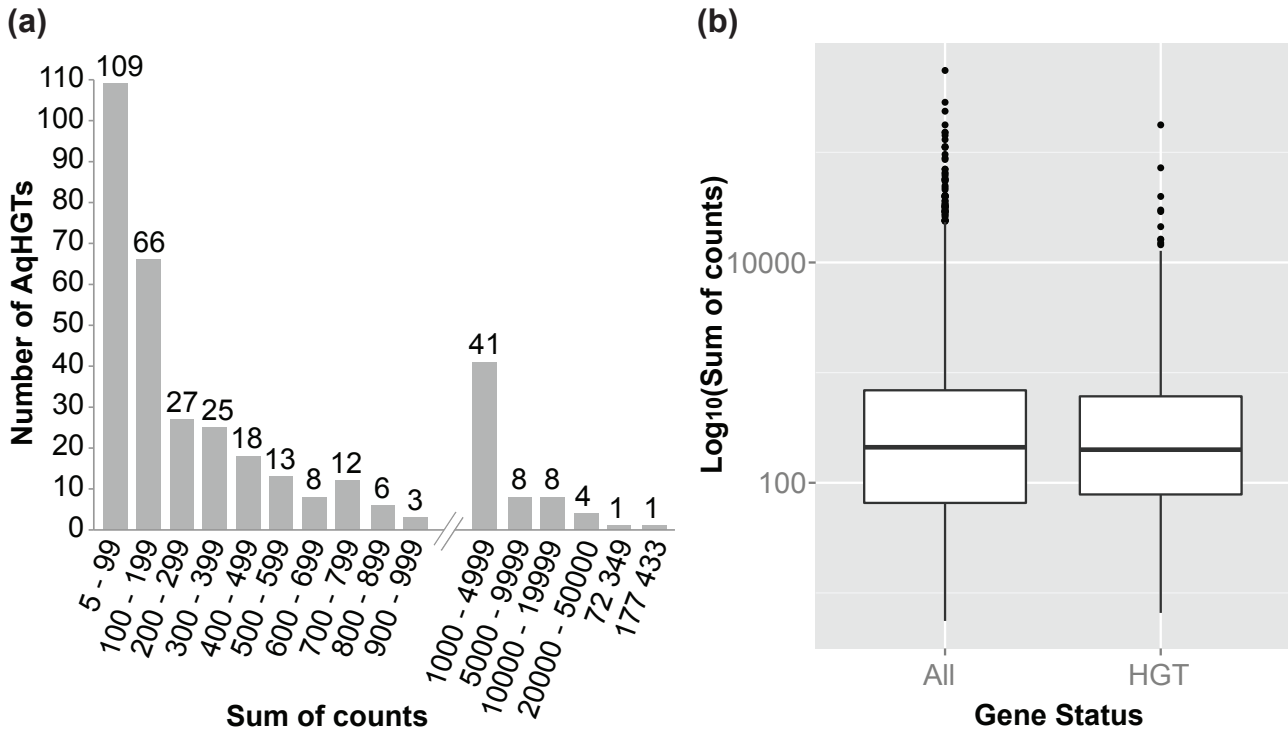 (a)
Number of AqHGTs
110
100
90
80
70
60
50
40
30
20
10
0
109
66
27
25
18
13
8
12
6
3
41
8
8
4
1
1
5 - 99
100 - 199
200 - 299
300 - 399
400 - 499
500 - 599
600 - 699
700 - 799
800 - 899
900 - 999
1000 - 4999
5000 - 9999
10000 - 19999
20000 - 50000
72 349
177 433
Sum of counts
(b)
Log10(Sum of counts)
10000
100
All
HGT
Gene Status